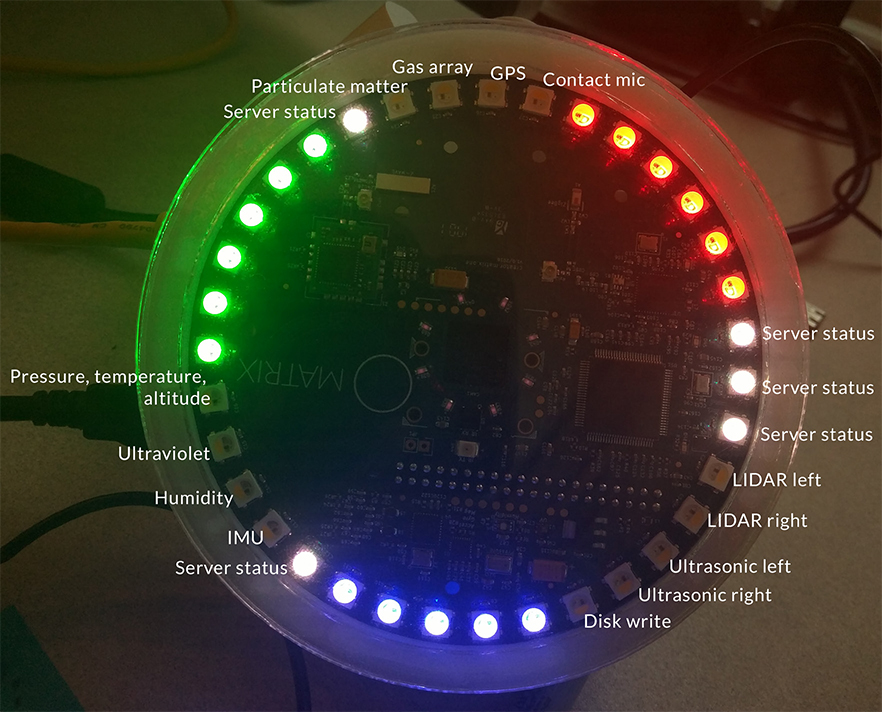 Gas array
GPS
Contact mic
Particulate matter
Server status
Server status
Pressure, temperature,
altitude
Server status
Server status
Ultraviolet
LIDAR left
Humidity
LIDAR right
IMU
Ultrasonic left
Server status
Ultrasonic right
Disk write
MATRIX